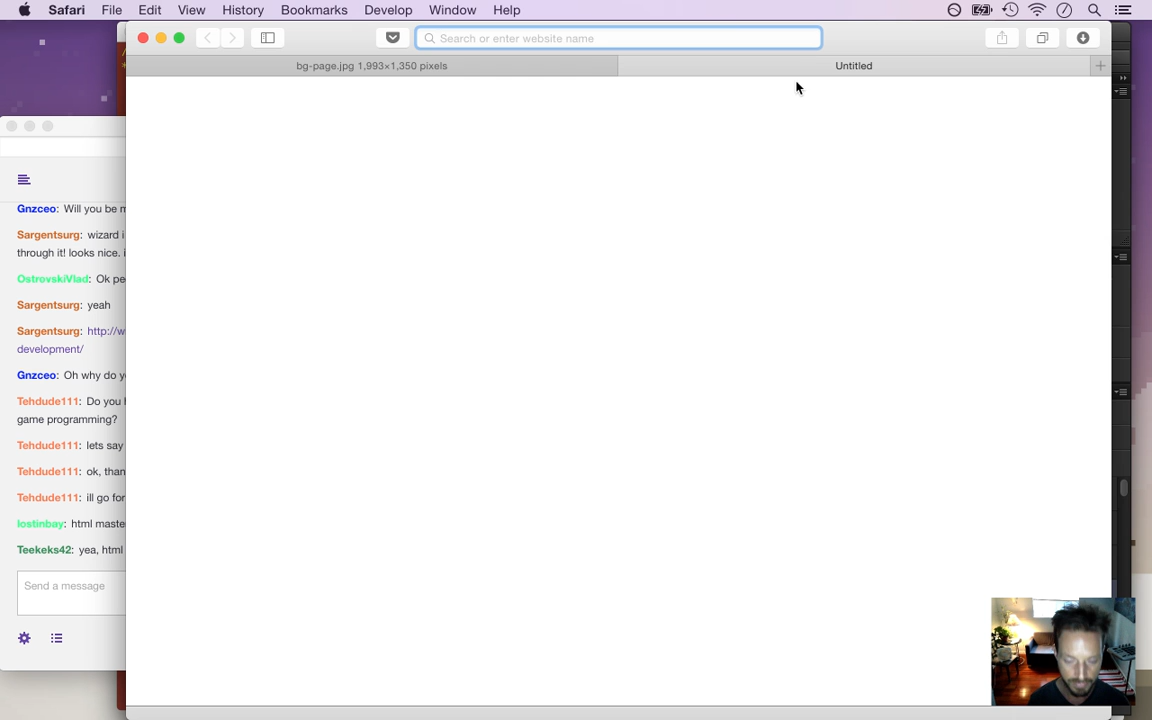 Safari File Edit View History Bookmarks Develop Window Help
Search or enter website name
bg-page.jpg 1,993×1,350 pixels
Untitled
Gnzceo: Will you be
Sargentsurg: wizard i
through it! looks nice. i
OstrovskiVlad: Ok
Sargentsurg: yeah
Sargentsurg: http://w
development/
Gnzceo: Oh why do
Tehdude111: Do you
game programming?
Tehdude111: lets say
Tehdude111: ok, than
Tehdude111: ill go for
lostinbay: html maste
Teekeks42: yea, html
Send a message